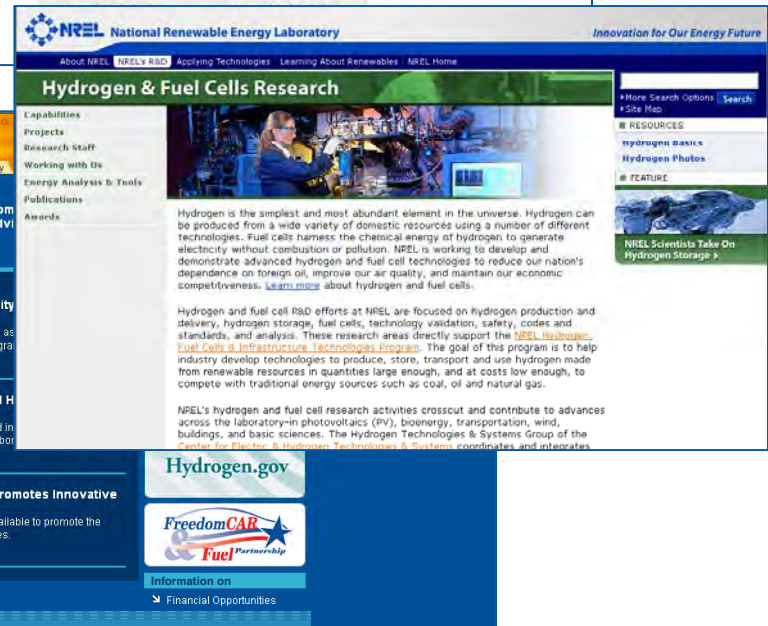 NREL National Renewable Energy Laboratory
Innovation for Our Energy Future
About NREL NREL's R&D Applying Technologies Learning About Renewables NREL Home
Hydrogen & Fuel Cells Research
More Search Options Search
Site Map
RESOURCES
Hydrogen Basics
Hydrogen Photos
FEATURE
NREL Scientists Take On
Hydrogen Storage
Capabilities
Projects
Research Staff
Working with Us
Energy Analysis & Tools
Publications
Awards
Hydrogen is the simplest and most abundant element in the universe. Hydrogen can
be produced from a wide variety of domestic resources using a number of different
technologies. Fuel cells harness the chemical energy of hydrogen to generate
electricity without combustion or pollution. NREL is working to develop and
demonstrate advanced hydrogen and fuel cell technologies to reduce our nation's
dependence on foreign oil, improve our air quality, and maintain our economic
competitiveness. Learn more about hydrogen and fuel cells.
Hydrogen and fuel cell R&D efforts at NREL are focused on hydrogen production and
delivery, hydrogen storage, fuel cells, technology validation, safety, codes and
standards, and analysis. These research areas directly support the NREL Hydrogen,
Fuel Cells & Infrastructure Technologies Program. The goal of this program is to help
industry develop technologies to produce, store, transport and use hydrogen made
from renewable resources in quantities large enough, and at costs low enough, to
compete with traditional energy sources such as coal, oil and natural gas.
NREL's hydrogen and fuel cell research activities crosscut and contribute to advances
across the laboratory-in photovoltaics (PV), bioenergy, transportation, wind,
buildings, and basic sciences. The Hydrogen Technologies & Systems Group of the
Center for Electric & Hydrogen Technologies & Systems coordinates and integrates
romotes Innovative
ailable to promote the
es.
Hydrogen.gov
FreedomCAR
& Fuel Partnership
Information on
Financial Opportunities